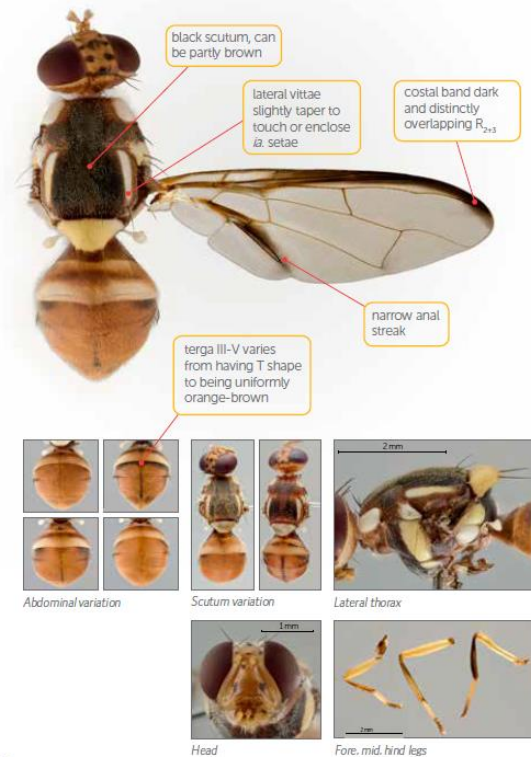 black scutum, can
be partly brown
lateral vittae
slightly taper to
touch or enclose
ia. setae
costal band dark
and distinctly
overlapping R2+3
narrow anal
streak
terga III-V varies
from having T shape
to being uniformly
orange-brown
2 mm
Abdominal variation
Scutum variation
Lateral thorax
1 mm
2 mm
Head
Fore, mid, hind legs